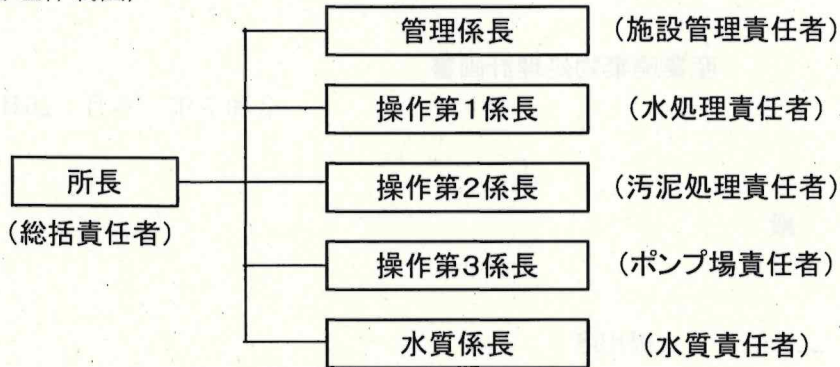 管理係長 (施設管理責任者)
操作第1係長 (水処理責任者)
所長 操作第2係長 (汚泥処理責任者)
(総括責任者)
操作第3係長 (ポンプ場責任者)
水質係長 (水質責任者)